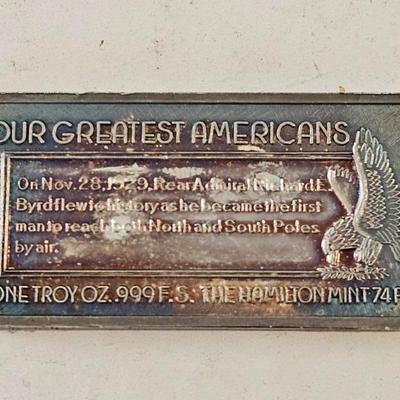 OUR GREATEST AMERICANS
On Nov. 28, 1929, Rear Admiral Richard E.
Byrd flew to history as he became the first
man to reach both North and South Poles
by air.
ONE TROY OZ. .999 F.S. THE HAMILTON MINT 74